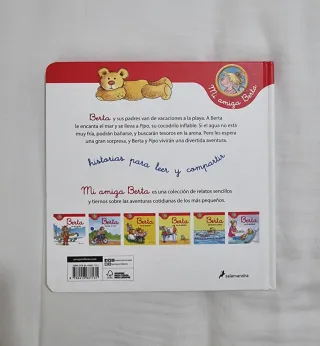 Mi amiga Berta
Berta y sus padres van de vacaciones a la playa. A Berta
le encanta el mar y se lleva a Pipo, su cocodrilo inflable. Si el agua no está
muy fría, podrán bañarse, y buscarán tesoros en la arena. Pero les espera
una gran sorpresa, y Berta y Pipo vivirán una divertida aventura.
historias para leer y compartir
Mi amiga Berta es una colección de relatos sencillos
y tiernos sobre las aventuras cotidianas de los más pequeños.
Berta Berta Berta Berta Berta Berta
salamandra